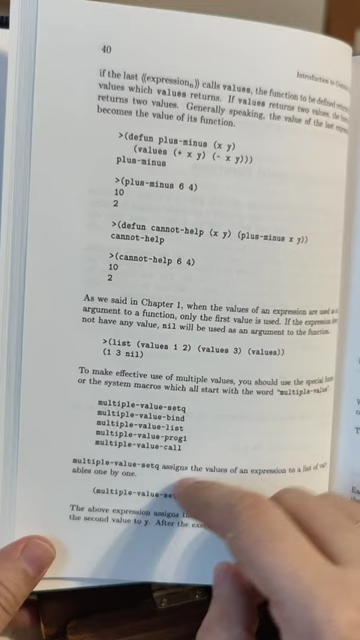 40
Introduction to
if the last ⟨⟨expressionₙ⟩⟩ calls values, the function to be defined
values which values returns. If values returns two values, the
returns two values. Generally speaking, the value of the last
becomes the value of its function.
>(defun plus-minus (x y)
(values (+ x y) (- x y)))
plus-minus
>(plus-minus 6 4)
10
2
>(defun cannot-help (x y) (plus-minus x y))
cannot-help
>(cannot-help 6 4)
10
2
As we said in Chapter 1, when the values of an expression are used as
argument to a function, only the first value is used. If the expression
not have any value, nil will be used as an argument to the function.
>(list (values 1 2) (values 3) (values))
(1 3 nil)
To make effective use of multiple values, you should use the special
or the system macros which all start with the word "multiple-value"
multiple-value-setq
multiple-value-bind
multiple-value-list
multiple-value-prog1
multiple-value-call
multiple-value-setq assigns the values of an expression to a list of
ables one by one.
(multiple-value-se
The above expression assigns
the second value to y. After the